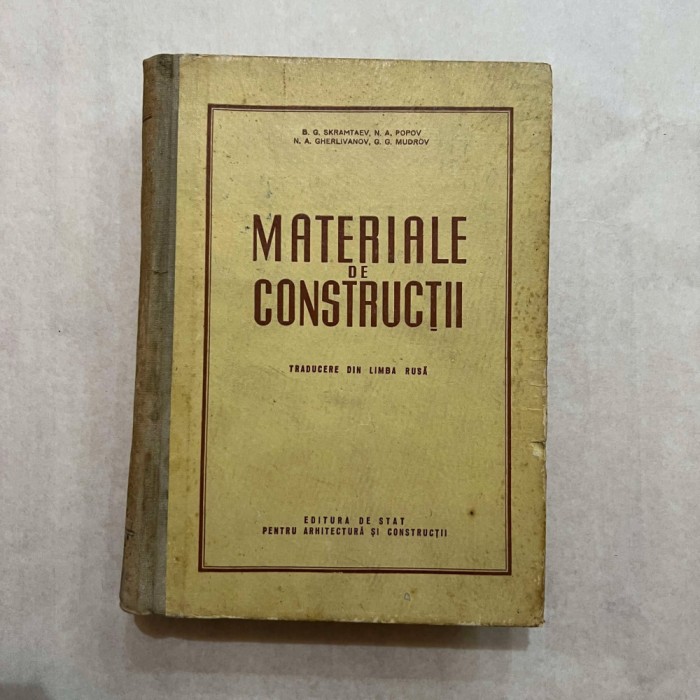 B. G. SKRAMTAEV, N. A. POPOV
N. A. GHERLIVANOV, G. G. MUDROV
MATERIALE
DE
CONSTRUCȚII
TRADUCERE DIN LIMBA RUSĂ
EDITURA DE STAT
PENTRU ARHITECTURĂ ȘI CONSTRUCȚII